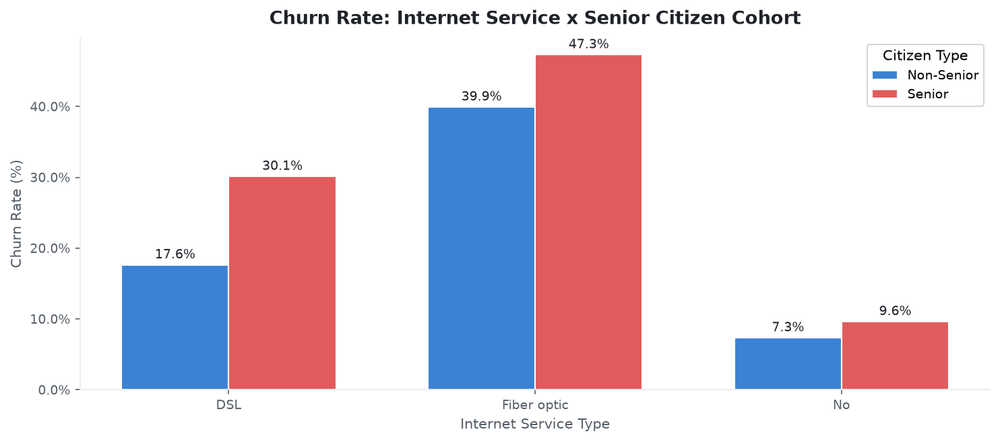 Churn Rate: Internet Service x Senior Citizen Cohort
Citizen Type
Non-Senior
Senior
Churn Rate (%)
40.0%
30.0%
20.0%
10.0%
0.0%
17.6%
30.1%
39.9%
47.3%
7.3%
9.6%
DSL
Fiber optic
No
Internet Service Type